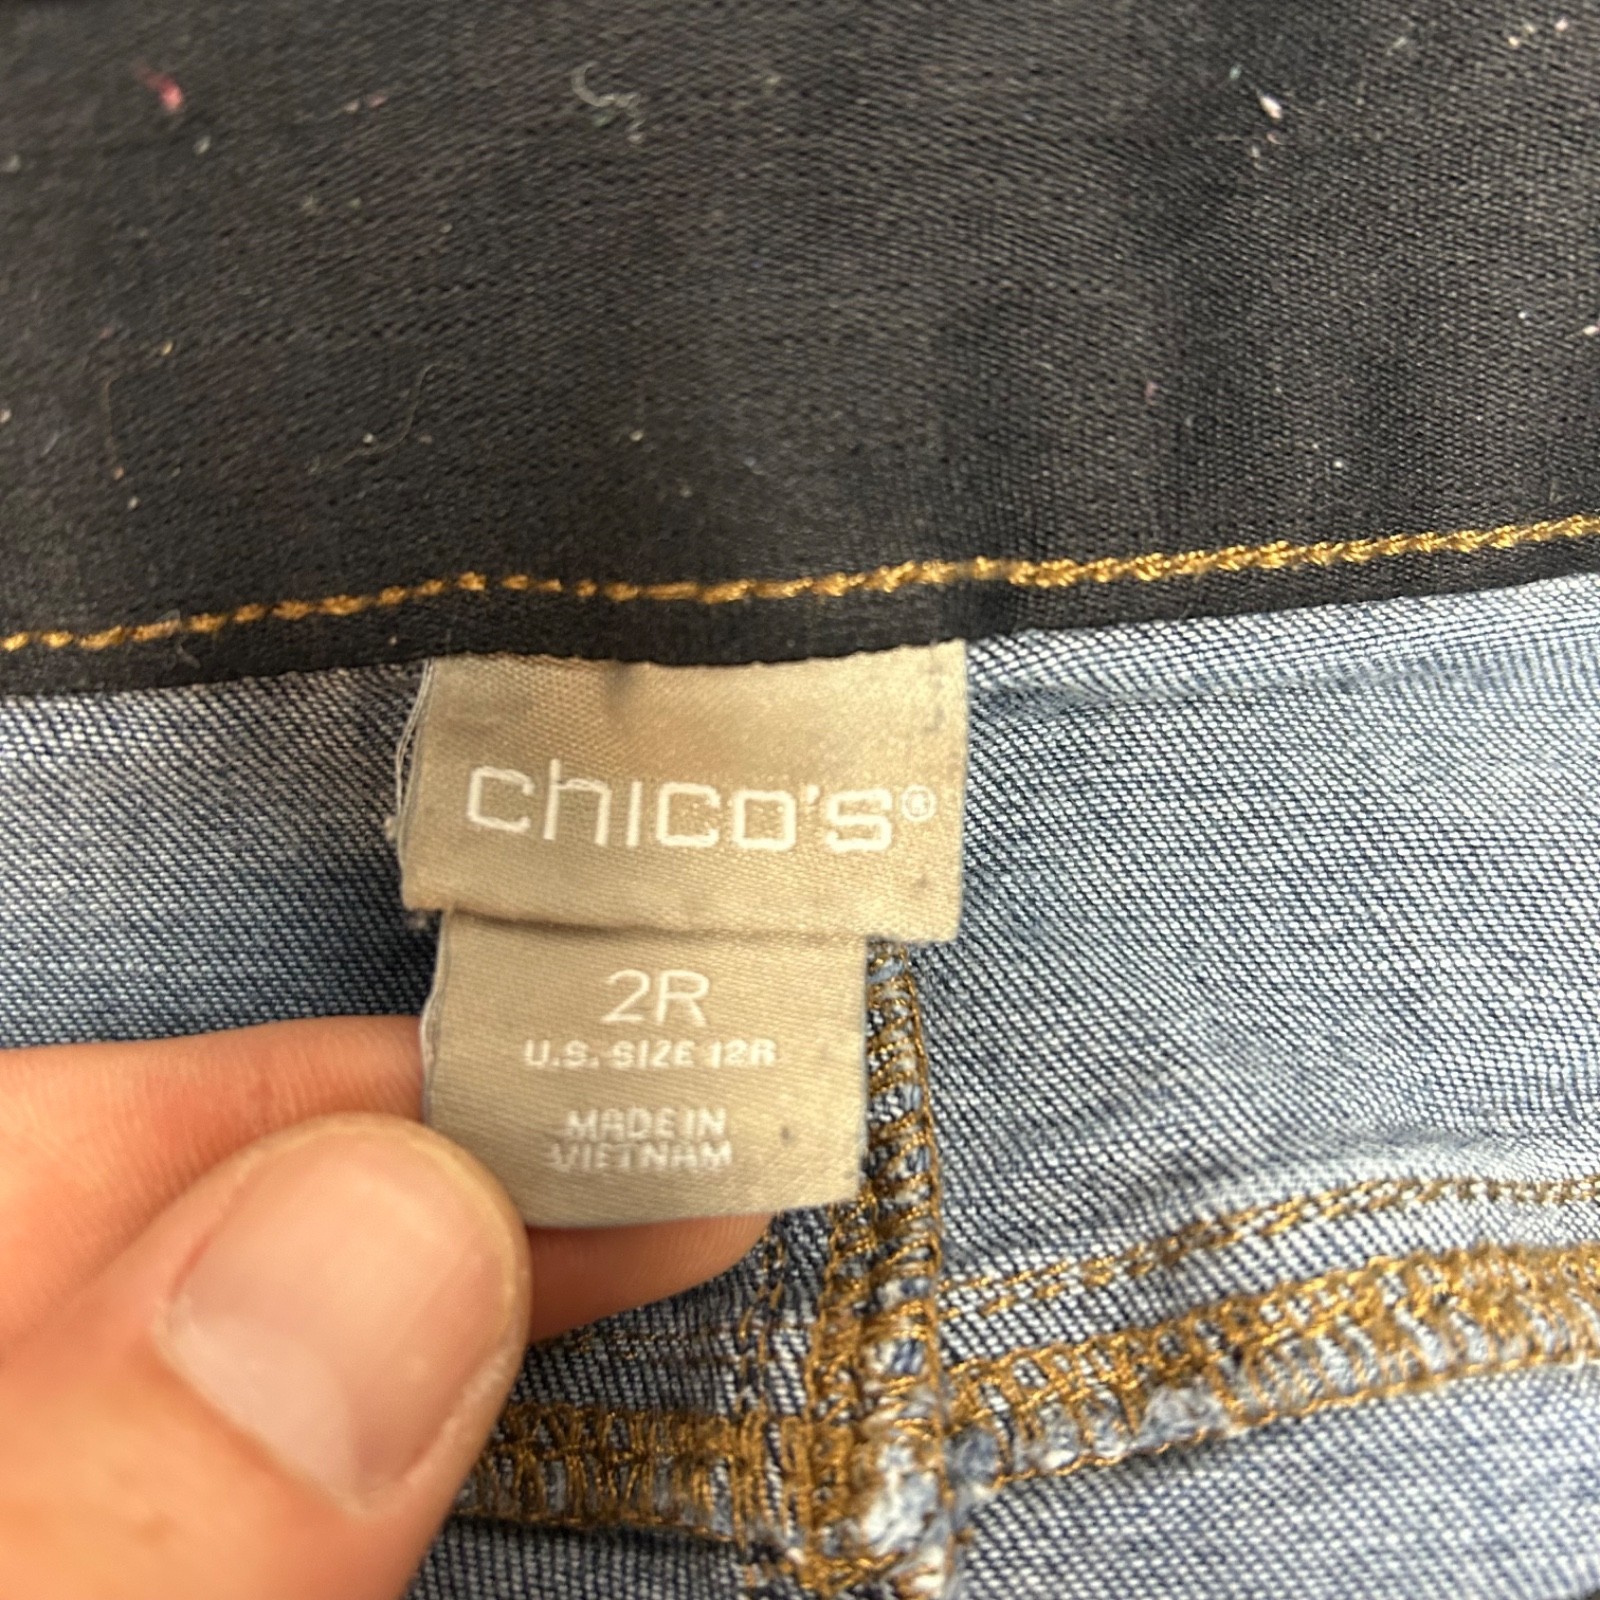 chico's®
2R
U.S. SIZE 12R
MADE IN
VIETNAM